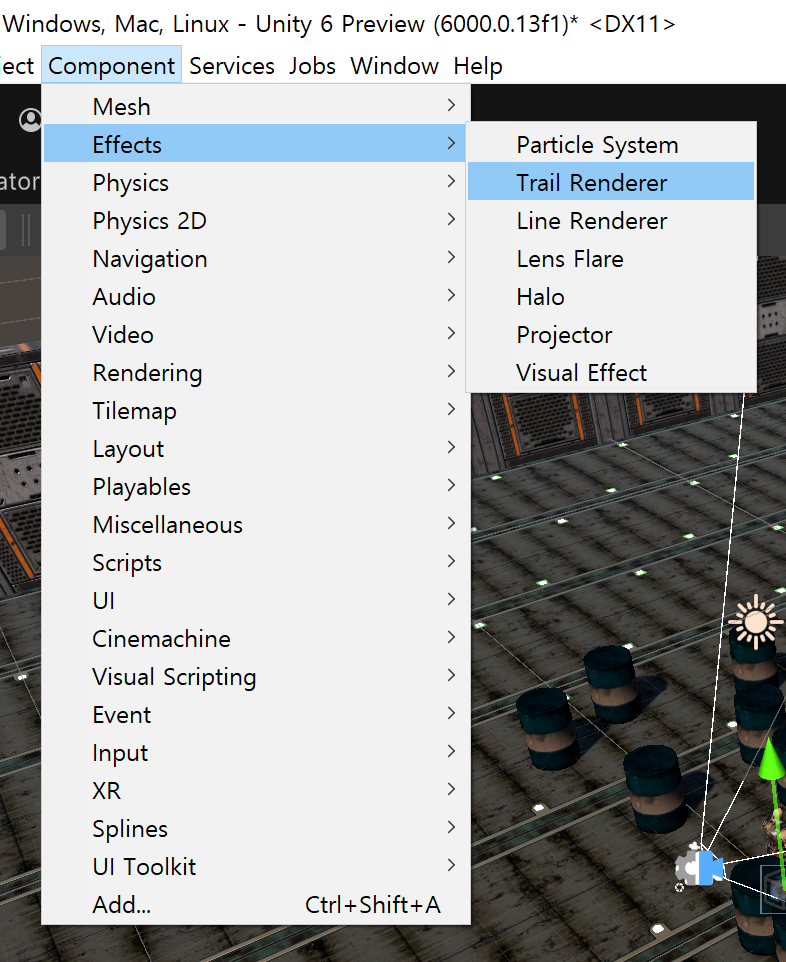 Windows, Mac, Linux - Unity 6 Preview (6000.0.13f1)* <DX11>
ect Component Services Jobs Window Help
Mesh
Effects
Particle System
ator
Physics
Trail Renderer
Physics 2D
Line Renderer
Navigation
Lens Flare
Audio
Halo
Video
Projector
Rendering
Visual Effect
Tilemap
Layout
Playables
Miscellaneous
Scripts
UI
Cinemachine
Visual Scripting
Event
Input
XR
Splines
UI Toolkit
Add... Ctrl+Shift+A